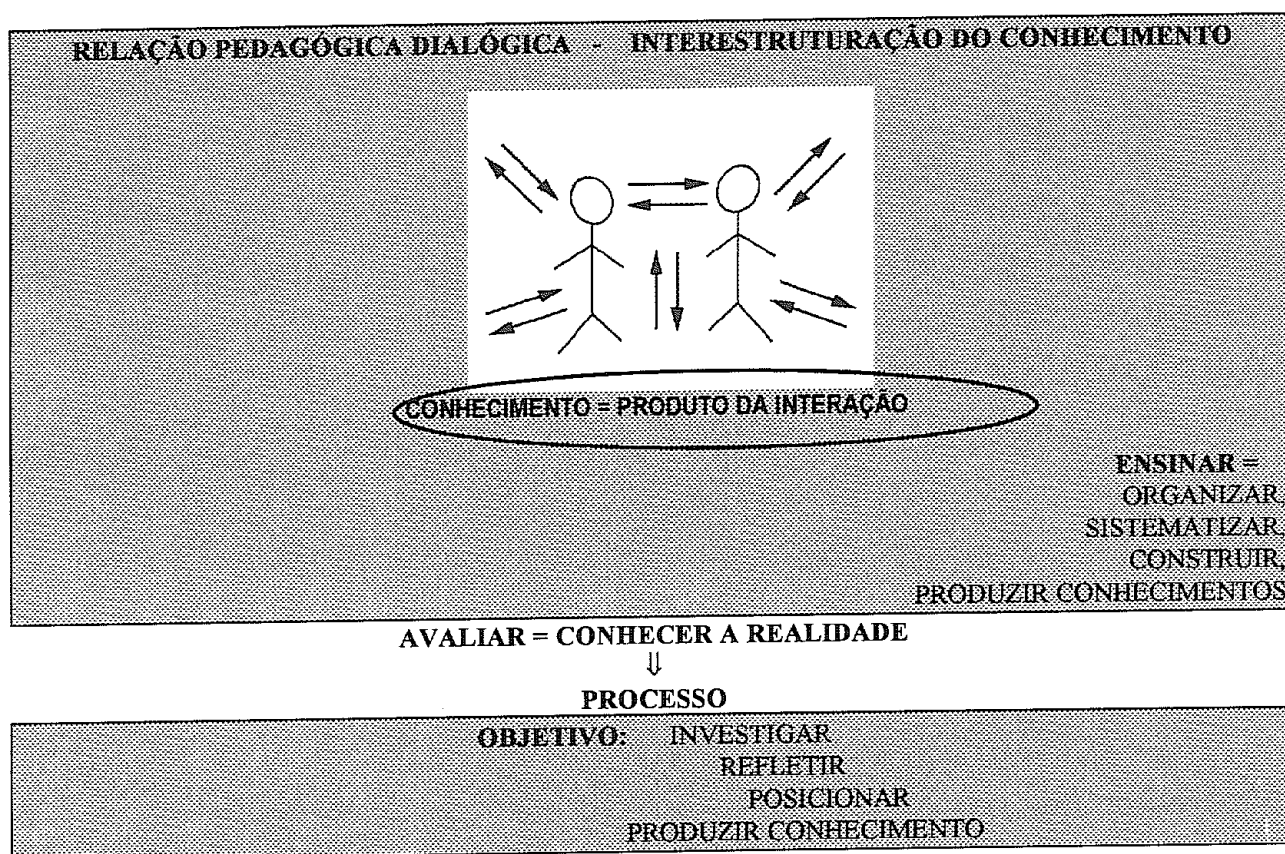 RELAÇÃO PEDAGÓGICA DIALÓGICA - INTERESTRUTURAÇÃO DO CONHECIMENTO
CONHECIMENTO = PRODUTO DA INTERAÇÃO
ENSINAR =
ORGANIZAR,
SISTEMATIZAR,
CONSTRUIR,
PRODUZIR CONHECIMENTOS
AVALIAR = CONHECER A REALIDADE
⇓
PROCESSO
OBJETIVO: INVESTIGAR
REFLETIR
POSICIONAR
PRODUZIR CONHECIMENTO